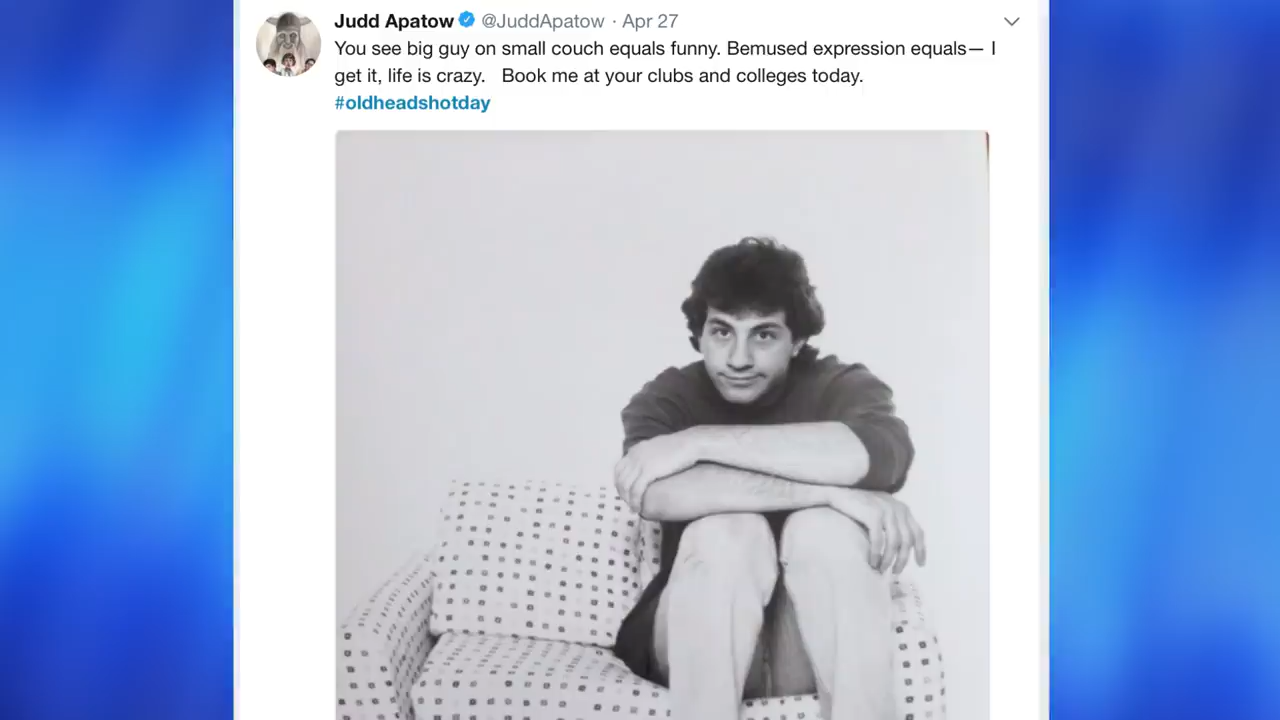 Judd Apatow @JuddApatow · Apr 27
You see big guy on small couch equals funny. Bemused expression equals— I
get it, life is crazy. Book me at your clubs and colleges today.
#oldheadshotday